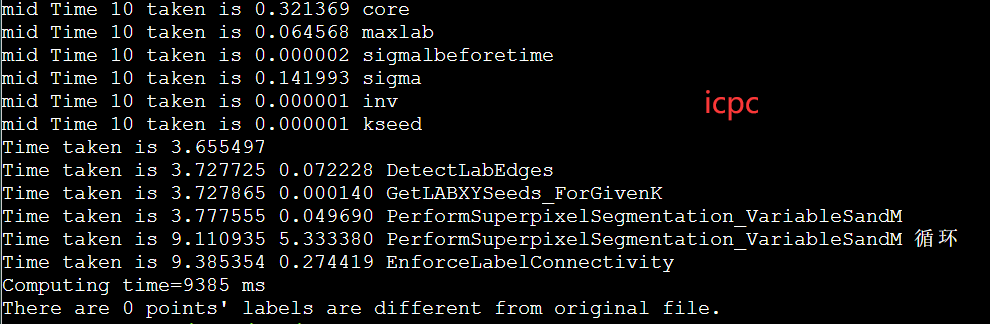 mid Time 10 taken is 0.321369 core
mid Time 10 taken is 0.064568 maxlab
mid Time 10 taken is 0.000002 sigmalbeforetime
mid Time 10 taken is 0.141993 sigma
mid Time 10 taken is 0.000001 inv
icpc
mid Time 10 taken is 0.000001 kseed
Time taken is 3.655497
Time taken is 3.727725 0.072228 DetectLabEdges
Time taken is 3.727865 0.000140 GetLABXYSeeds_ForGivenK
Time taken is 3.777555 0.049690 PerformSuperpixelSegmentation_VariableSandM
Time taken is 9.110935 5.333380 PerformSuperpixelSegmentation_VariableSandM 循环
Time taken is 9.385354 0.274419 EnforceLabelConnectivity
Computing time=9385 ms
There are 0 points' labels are different from original file.